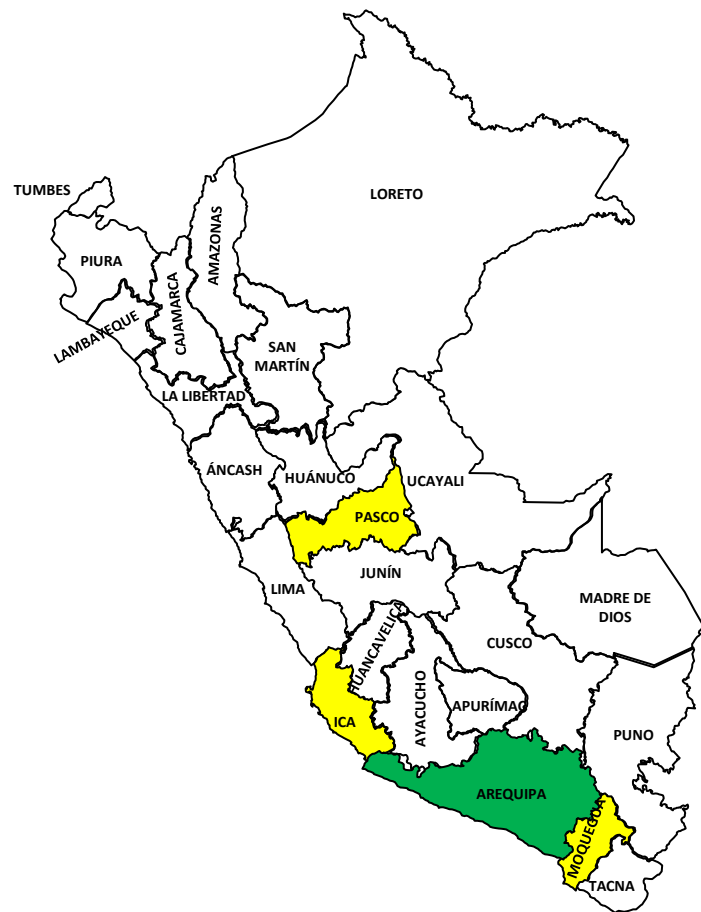 TUMBES
LORETO
AMAZONAS
PIURA
CAJAMARCA
LAMBAYEQUE
SAN
MARTÍN
LA LIBERTAD
ÁNCASH
HUÁNUCO
UCAYALI
PASCO
JUNÍN
LIMA
MADRE DE
DIOS
HUANCAVELICA
CUSCO
AYACUCHO
APURÍMAC
ICA
PUNO
AREQUIPA
MOQUEGUA
TACNA